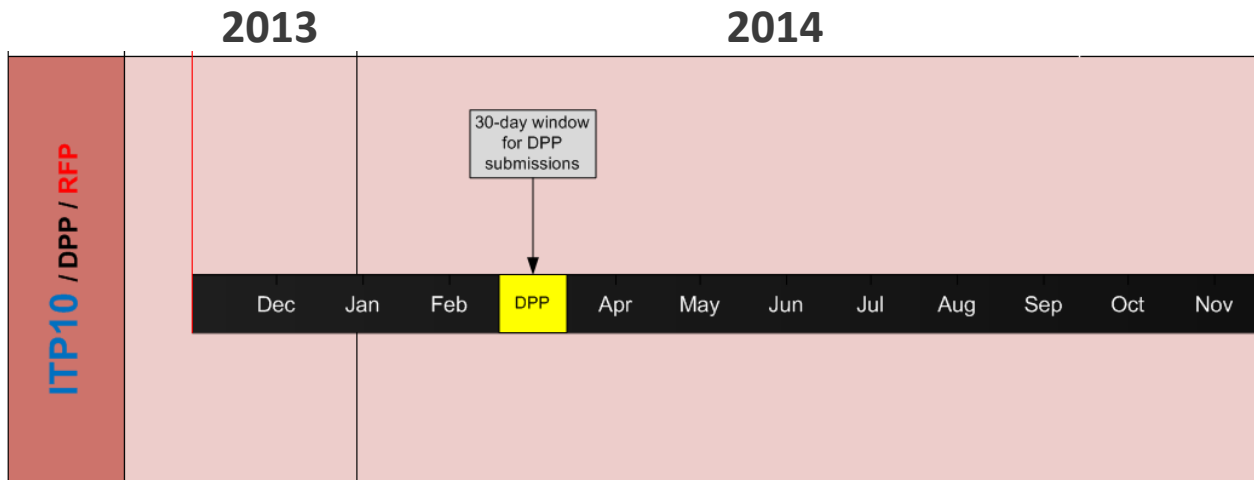 2013
2014
ITP10 / DPP / RFP
30-day window
for DPP
submissions
Dec Jan Feb DPP Apr May Jun Jul Aug Sep Oct Nov